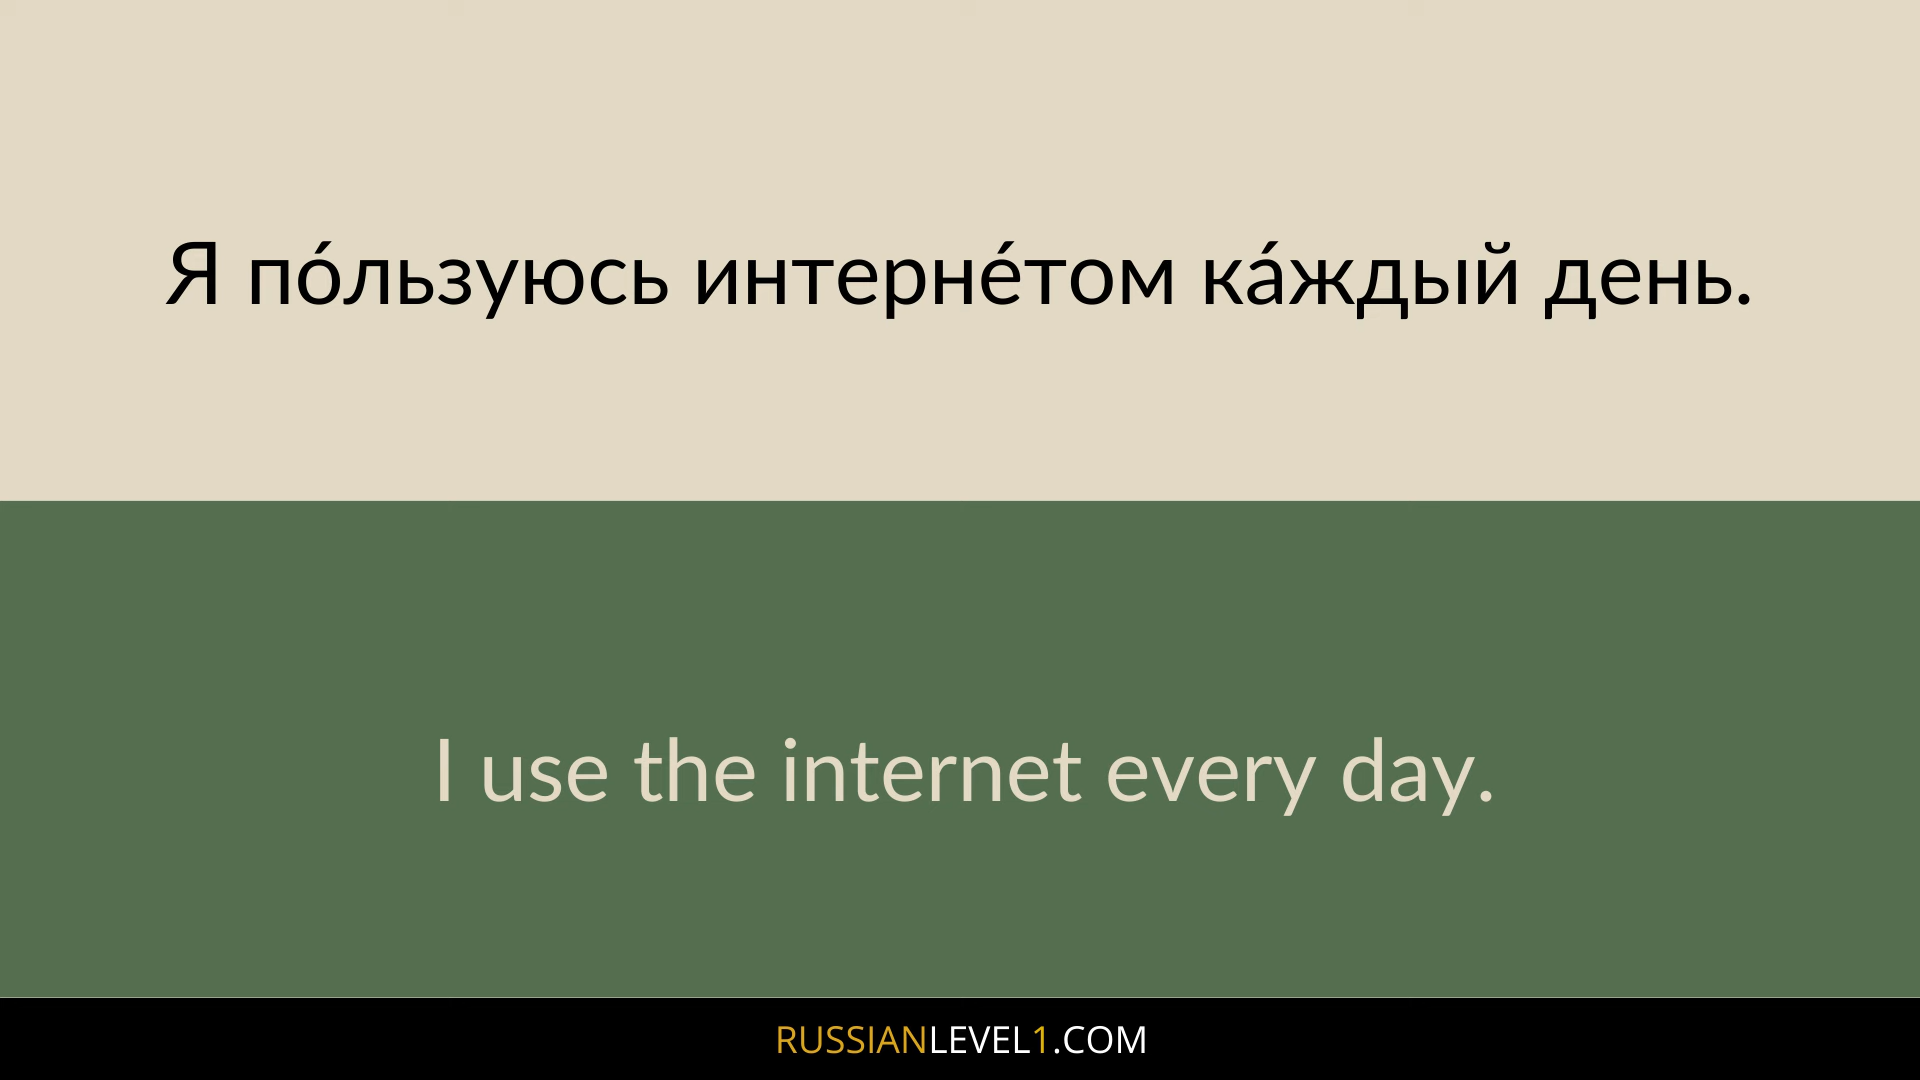 Я по́льзуюсь интерне́том ка́ждый день.
I use the internet every day.
RUSSIANLEVEL1.COM